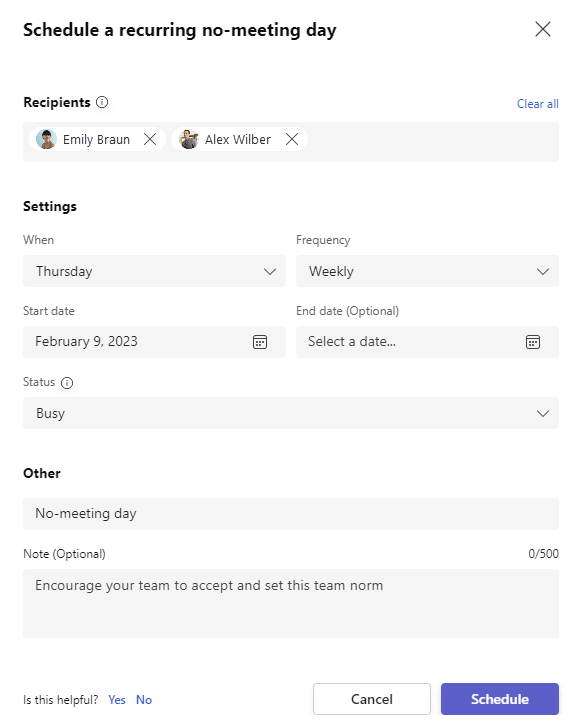 Schedule a recurring no-meeting day
Recipients
Clear all
Emily Braun
Alex Wilber
Settings
When
Frequency
Thursday
Weekly
Start date
End date (Optional)
February 9, 2023
Select a date...
Status
Busy
Other
No-meeting day
Note (Optional)
0/500
Encourage your team to accept and set this team norm
Is this helpful? Yes No
Cancel
Schedule